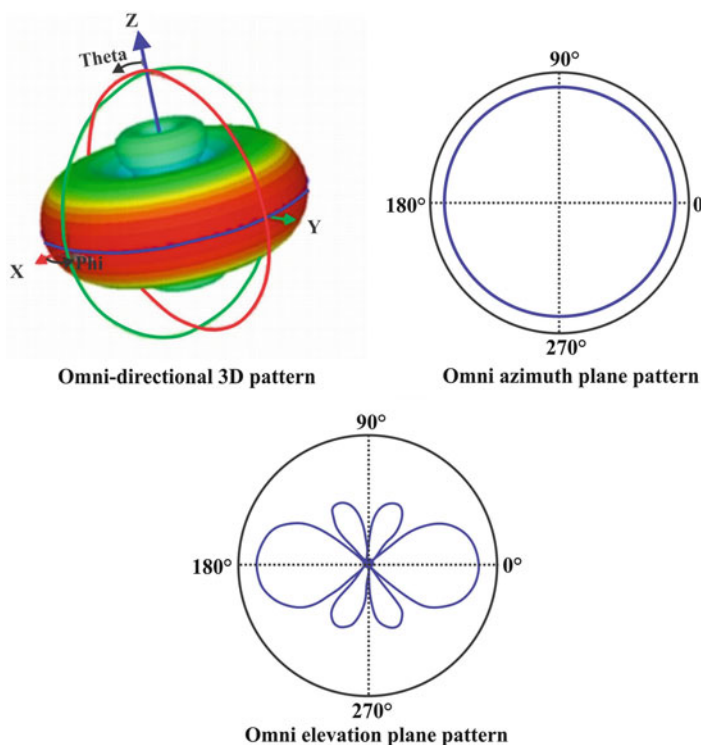 Z
Theta
Y
X
Phi
Omni-directional 3D pattern
90°
180°
0
270°
Omni azimuth plane pattern
90°
180°
0°
270°
Omni elevation plane pattern